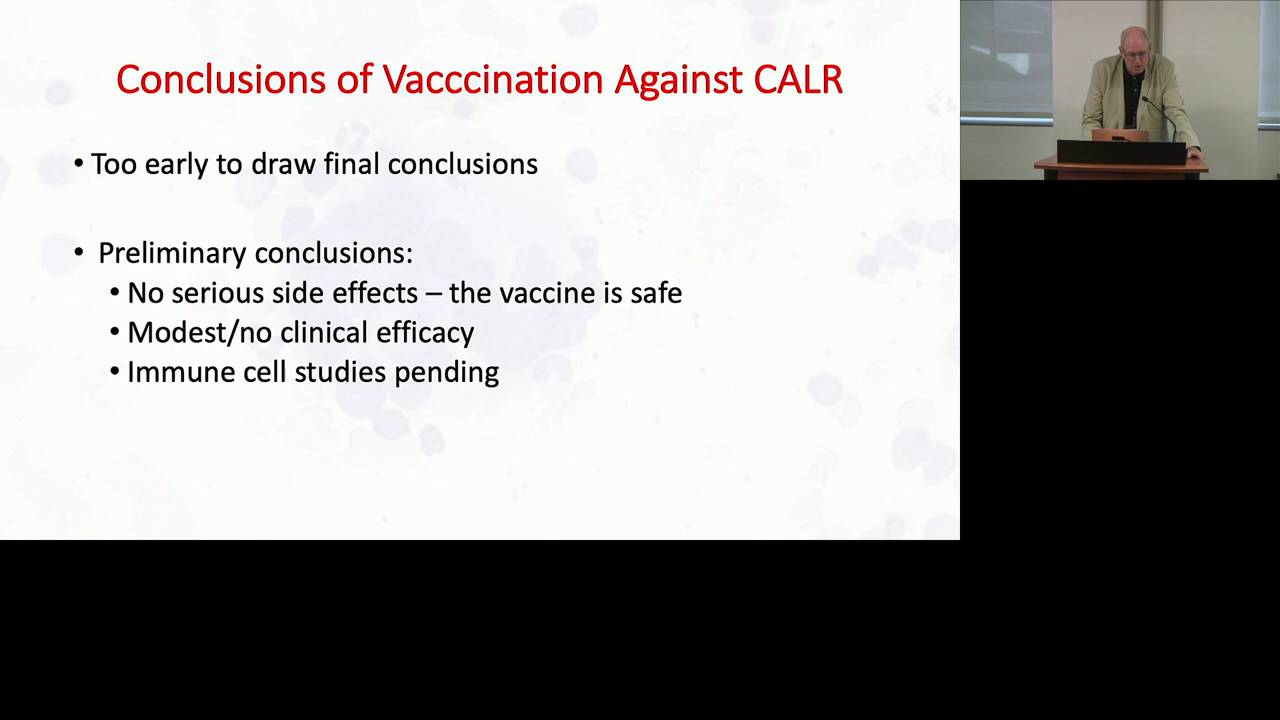 Conclusions of Vacccination Against CALR
• Too early to draw final conclusions
• Preliminary conclusions:
• No serious side effects – the vaccine is safe
• Modest/no clinical efficacy
• Immune cell studies pending